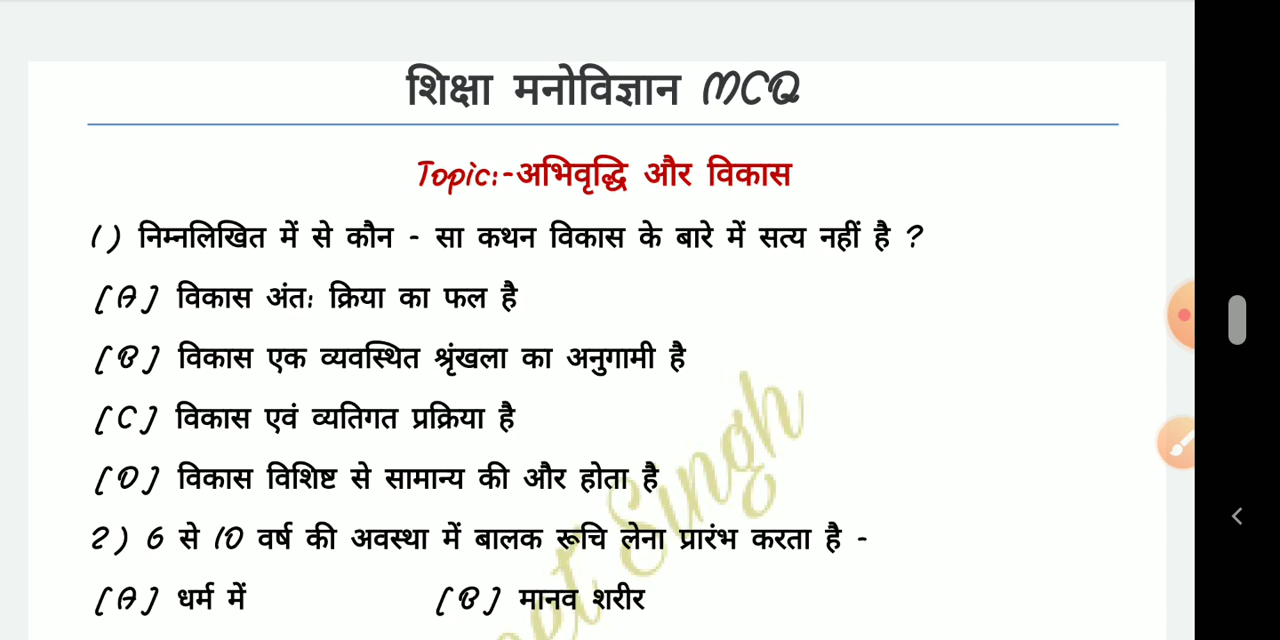 शिक्षा मनोविज्ञान MCQ
Topic:-अभिवृद्धि और विकास
1) निम्नलिखित में से कौन - सा कथन विकास के बारे में सत्य नहीं है ?
[A] विकास अंतः क्रिया का फल है
[B] विकास एक व्यवस्थित श्रृंखला का अनुगामी है
[C] विकास एवं व्यतिगत प्रक्रिया है
[D] विकास विशिष्ट से सामान्य की और होता है
2) 6 से 10 वर्ष की अवस्था में बालक रूचि लेना प्रारंभ करता है -
[A] धर्म में [B] मानव शरीर
Singh